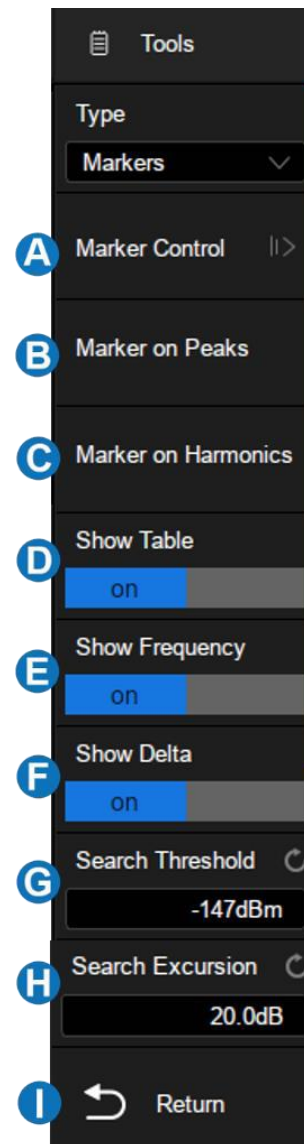 Tools
Type
Markers
A Marker Control
B Marker on Peaks
C Marker on Harmonics
Show Table
D
on
Show Frequency
E
on
Show Delta
F
on
Search Threshold
G
-147dBm
Search Excursion
H
20.0dB
I Return